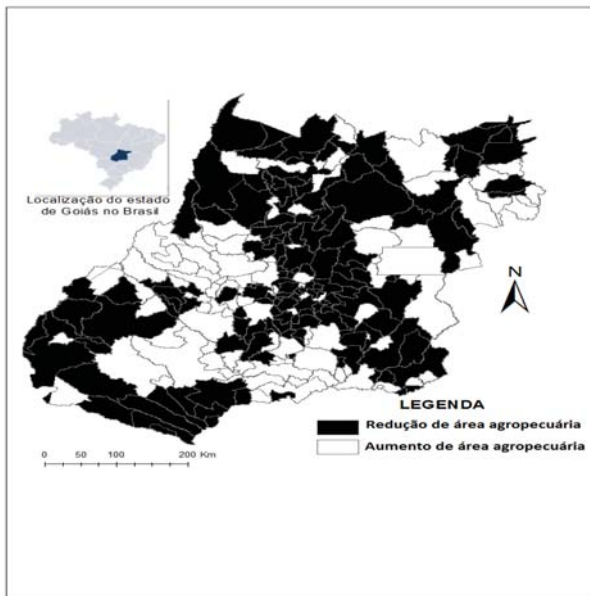 Localização do estado
de Goiás no Brasil
N
LEGENDA
Redução de área agropecuária
Aumento de área agropecuária
0 50 100 200 Km